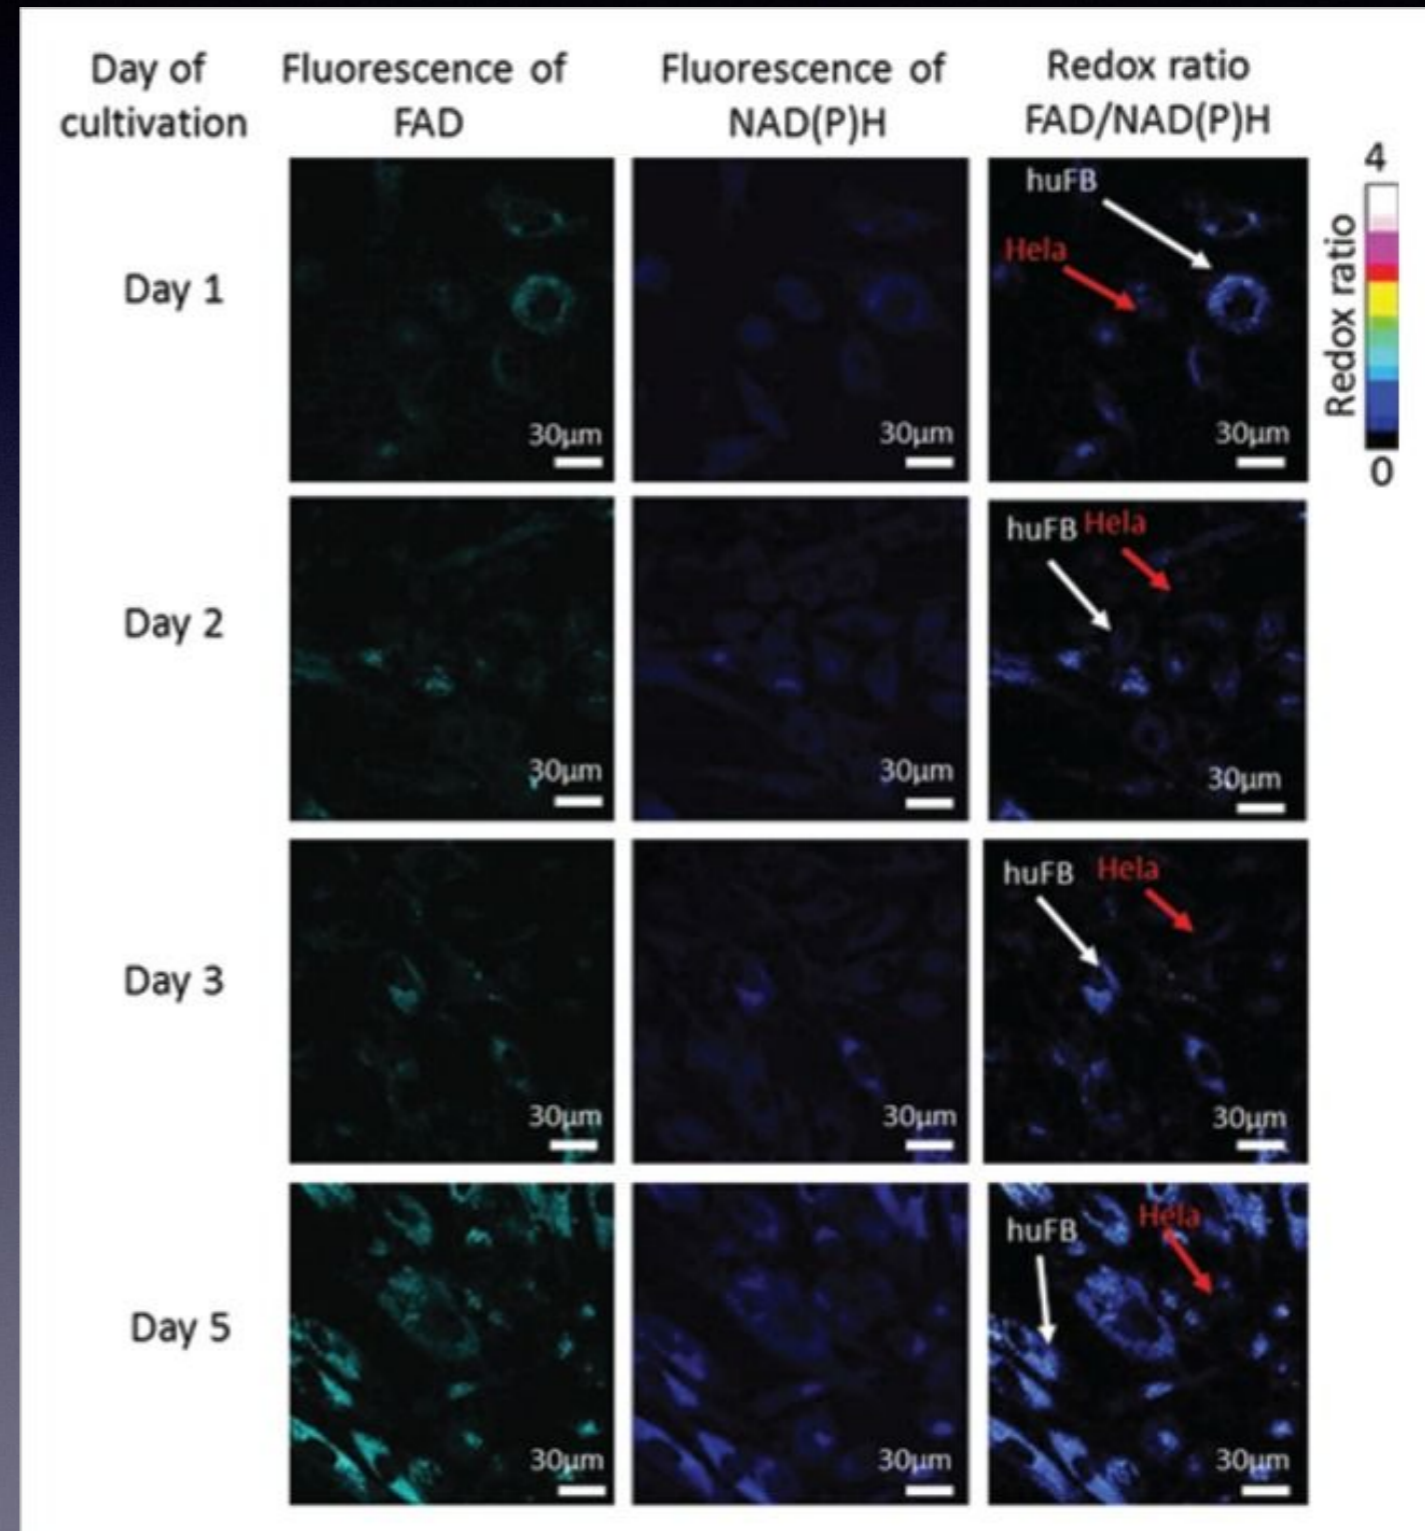 Day of
cultivation
Fluorescence of
FAD
Fluorescence of
NAD(P)H
Redox ratio
FAD/NAD(P)H
4
Redox ratio
0
Day 1
30µm
30µm
huFB
Hela
30µm
Day 2
30µm
30µm
huFB Hela
30µm
Day 3
30µm
30µm
huFB Hela
30µm
Day 5
30µm
30µm
huFB Hela
30µm